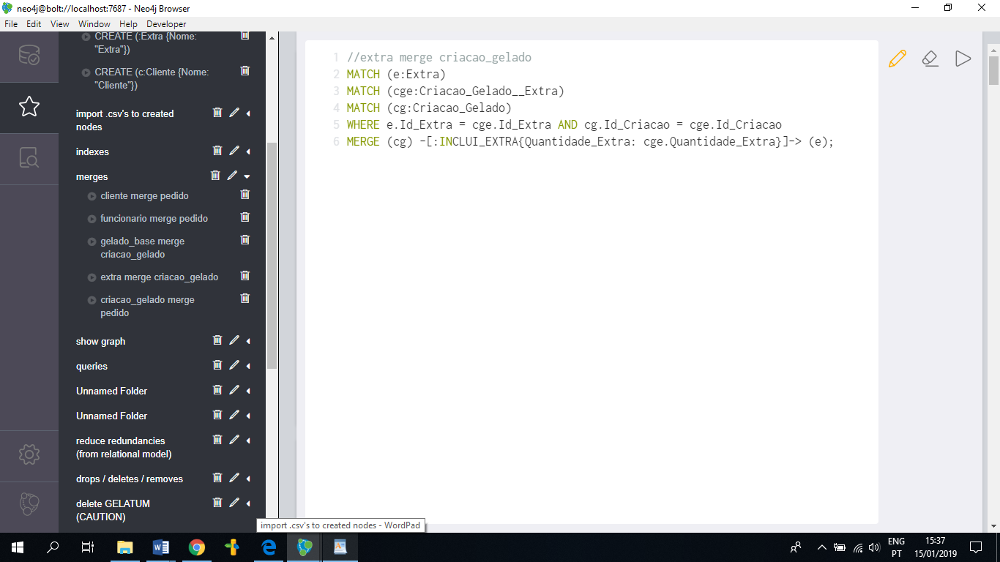 neo4j@bolt://localhost:7687 - Neo4j Browser
File Edit View Window Help Developer
CREATE (:Extra {Nome:
"Extra"})
CREATE (c:Cliente {Nome:
"Cliente"})
import .csv's to created
nodes
indexes
merges
cliente merge pedido
funcionario merge pedido
gelado_base merge
criacao_gelado
extra merge criacao_gelado
criacao_gelado merge
pedido
show graph
queries
Unnamed Folder
Unnamed Folder
reduce redundancies
(from relational model)
drops / deletes / removes
delete GELATUM
(CAUTION)
1 //extra merge criacao_gelado
2 MATCH (e:Extra)
3 MATCH (cge:Criacao_Gelado__Extra)
4 MATCH (cg:Criacao_Gelado)
5 WHERE e.Id_Extra = cge.Id_Extra AND cg.Id_Criacao = cge.Id_Criacao
6 MERGE (cg) -[:INCLUI_EXTRA{Quantidade_Extra: cge.Quantidade_Extra}]-> (e);
import .csv's to created nodes - WordPad
ENG
PT
15:37
15/01/2019